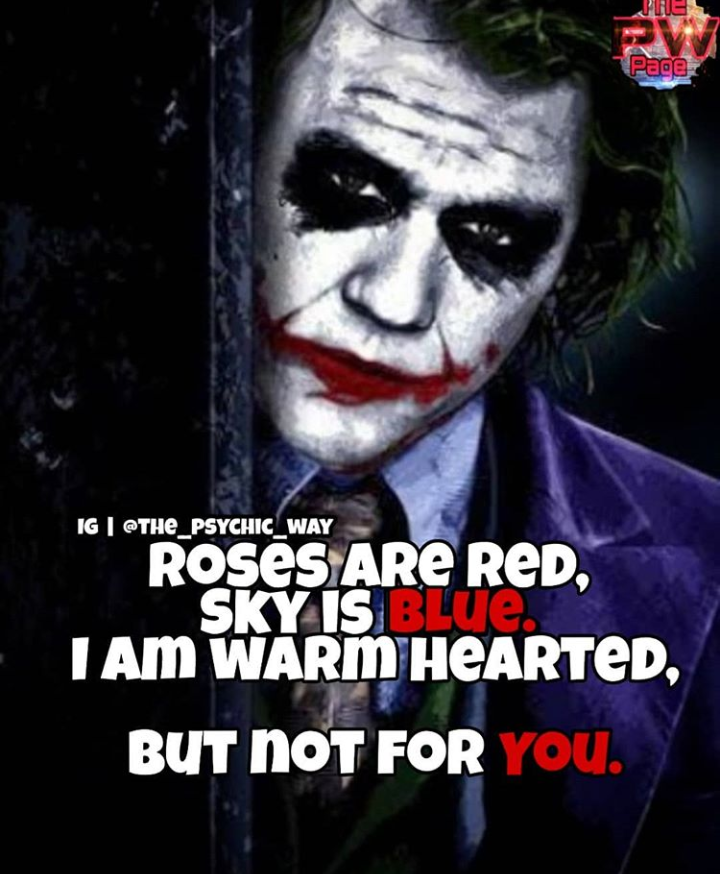 The
PW
Page
IG | @THe_PSYCHIC_WAY
ROSeS ARe ReD,
SKY IS BLUe.
I Am WARm HeARTeD,
BUT noT FOR YOU.